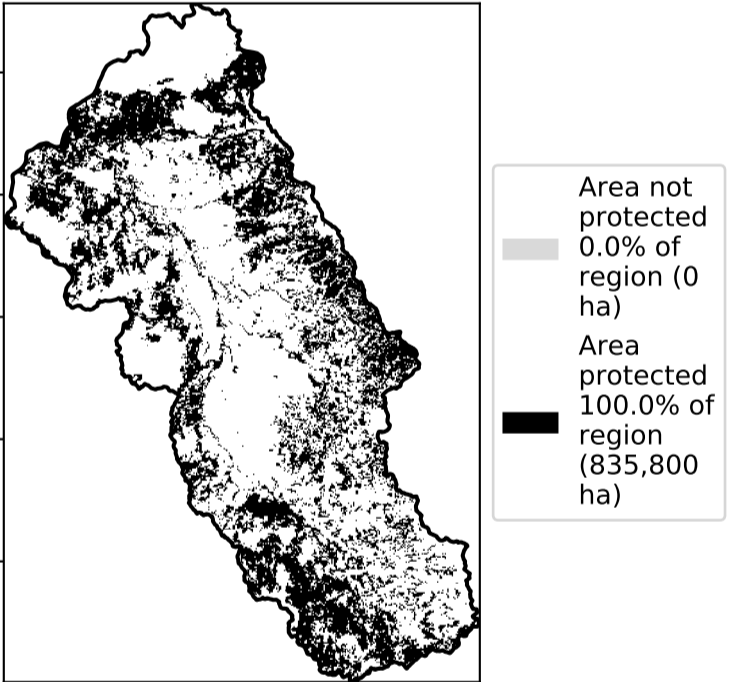 Area not
protected
0.0% of
region (0
ha)
Area
protected
100.0% of
region
(835,800
ha)